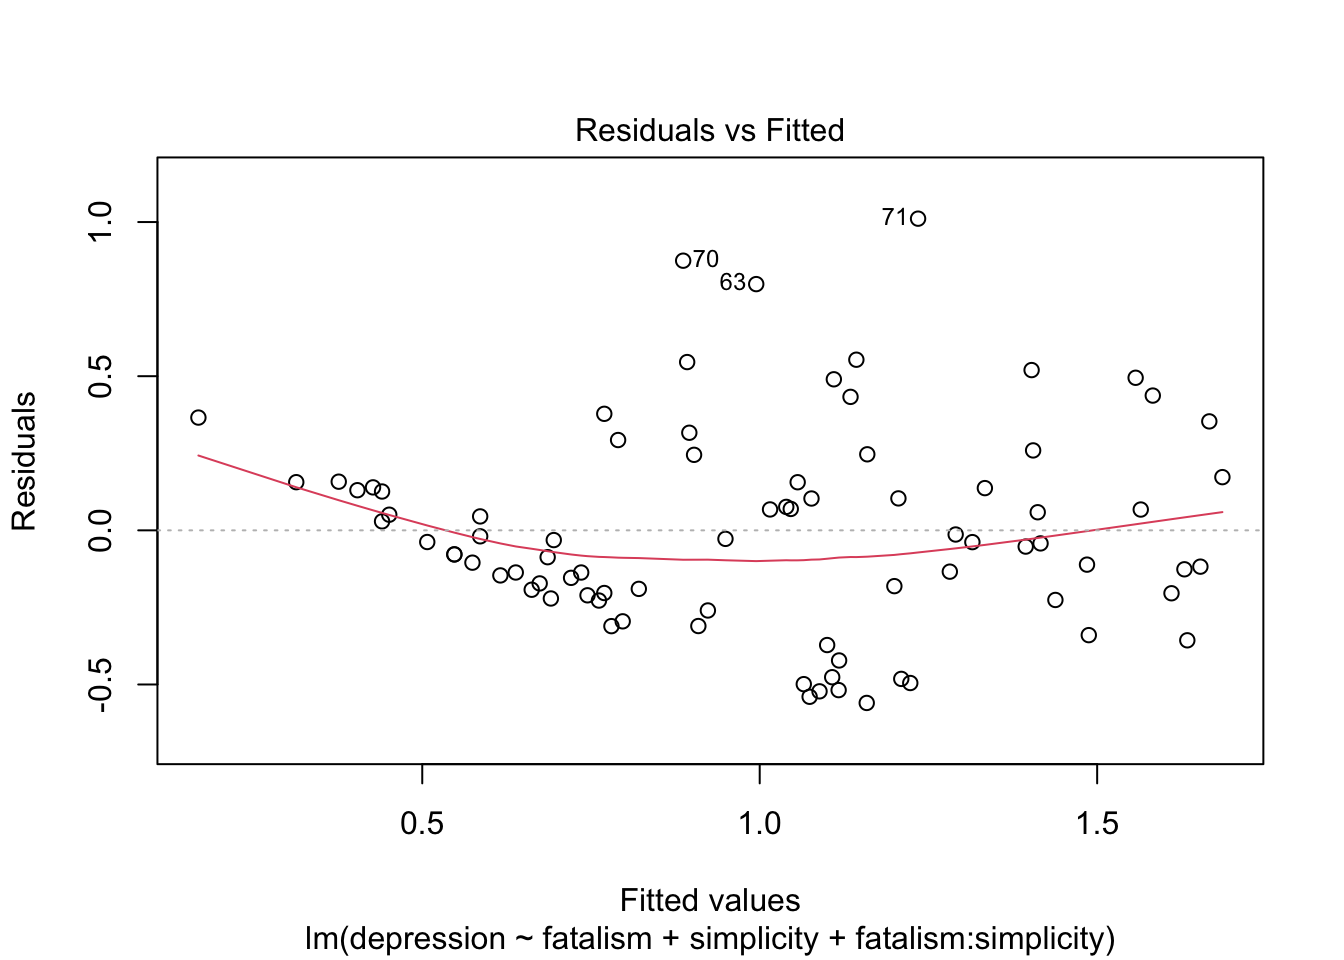 Residuals vs Fitted
Residuals
1.0
0.5
0.0
-0.5
71
70
63
0.5 1.0 1.5
Fitted values
lm(depression ~ fatalism + simplicity + fatalism:simplicity)